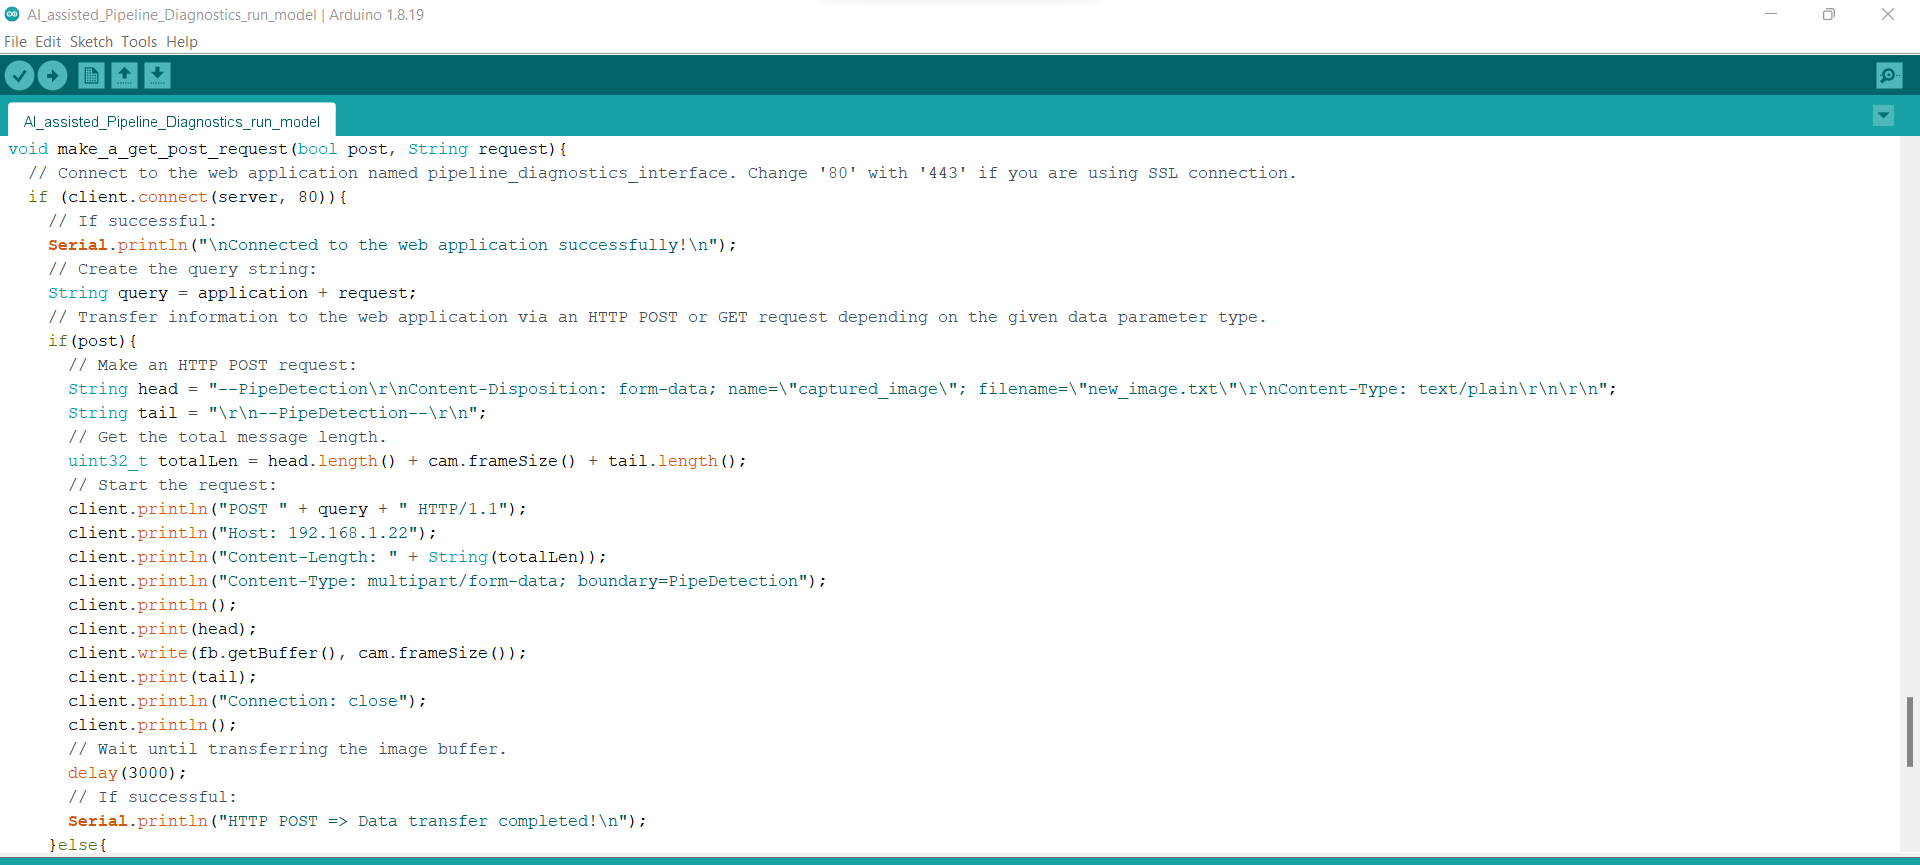 AI_assisted_Pipeline_Diagnostics_run_model | Arduino 1.8.19
File Edit Sketch Tools Help
AI_assisted_Pipeline_Diagnostics_run_model
void make_a_get_post_request(bool post, String request){
  // Connect to the web application named pipeline_diagnostics_interface. Change '80' with '443' if you are using SSL connection.
  if (client.connect(server, 80)){
    // If successful:
    Serial.println("\nConnected to the web application successfully!\n");
    // Create the query string:
    String query = application + request;
    // Transfer information to the web application via an HTTP POST or GET request depending on the given data parameter type.
    if(post){
      // Make an HTTP POST request:
      String head = "--PipeDetection\r\nContent-Disposition: form-data; name=\"captured_image\"; filename=\"new_image.txt\"\r\nContent-Type: text/plain\r\n\r\n";
      String tail = "\r\n--PipeDetection--\r\n";
      // Get the total message length.
      uint32_t totalLen = head.length() + cam.frameSize() + tail.length();
      // Start the request:
      client.println("POST " + query + " HTTP/1.1");
      client.println("Host: 192.168.1.22");
      client.println("Content-Length: " + String(totalLen));
      client.println("Content-Type: multipart/form-data; boundary=PipeDetection");
      client.println();
      client.print(head);
      client.write(fb.getBuffer(), cam.frameSize());
      client.print(tail);
      client.println("Connection: close");
      client.println();
      // Wait until transferring the image buffer.
      delay(3000);
      // If successful:
      Serial.println("HTTP POST => Data transfer completed!\n");
    }else{